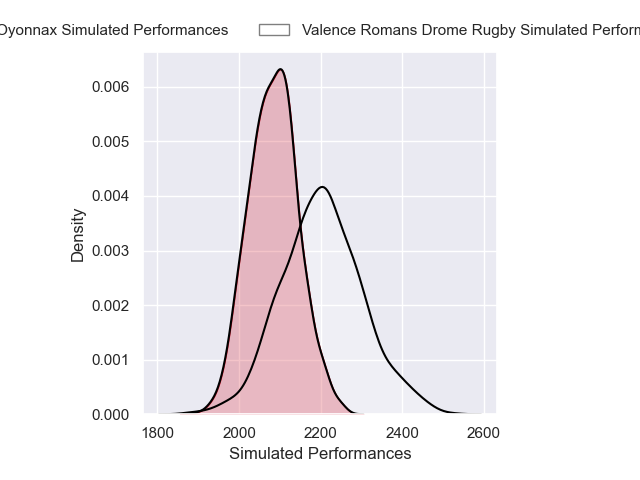 Oyonnax Simulated Performances
Valence Romans Drome Rugby Simulated
0.006
0.005
0.004
0.003
0.002
0.001
0.000
Density
1800 2000 2200 2400 2600
Simulated Performances